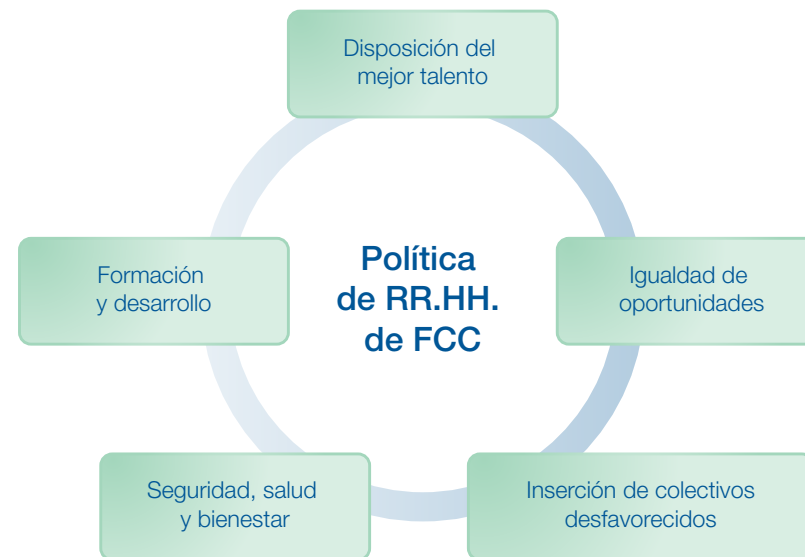 Disposición del
mejor talento
Formación
y desarrollo
Política
de RR.HH.
de FCC
Igualdad de
oportunidades
Seguridad, salud
y bienestar
Inserción de colectivos
desfavorecidos